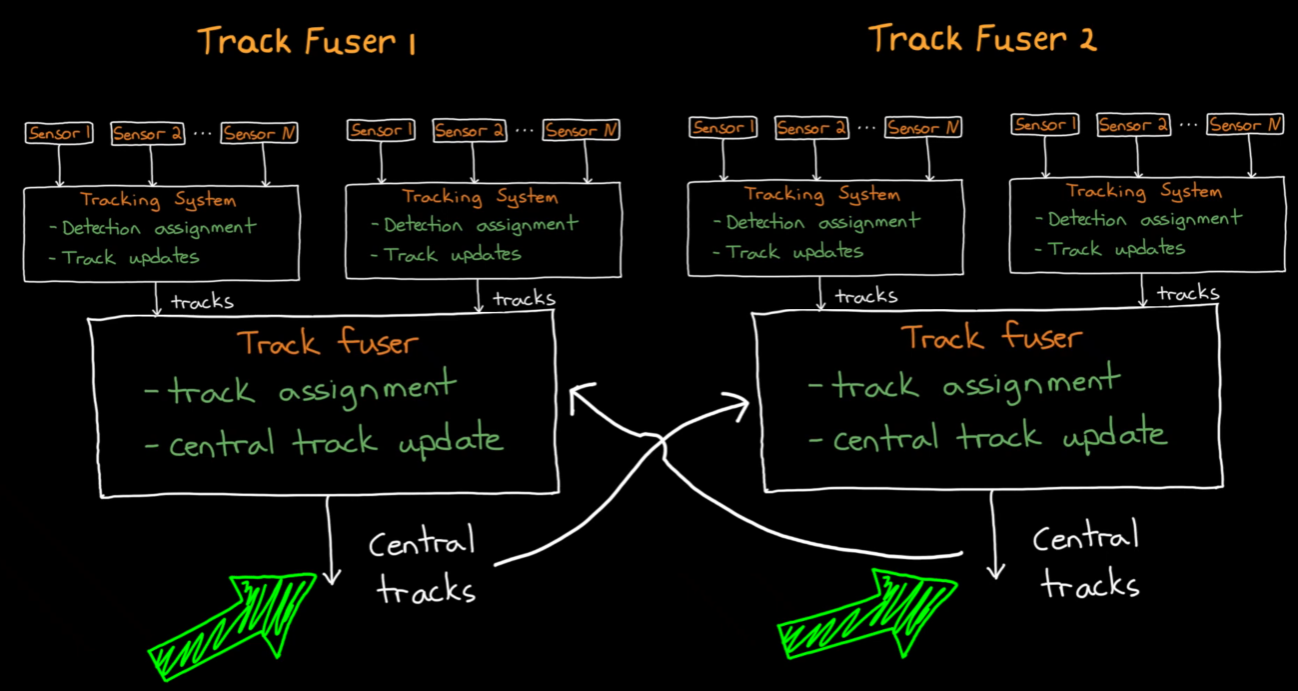 Track Fuser 1
Track Fuser 2
Sensor 1
Sensor 2
...
Sensor N
Sensor 1
Sensor 2
...
Sensor N
Sensor 1
Sensor 2
...
Sensor N
Sensor 1
Sensor 2
...
Sensor N
Tracking System
- Detection assignment
- Track updates
Tracking System
- Detection assignment
- Track updates
Tracking System
- Detection assignment
- Track updates
Tracking System
- Detection assignment
- Track updates
tracks
tracks
tracks
tracks
Track fuser
- track assignment
- central track update
Track fuser
- track assignment
- central track update
Central
tracks
Central
tracks